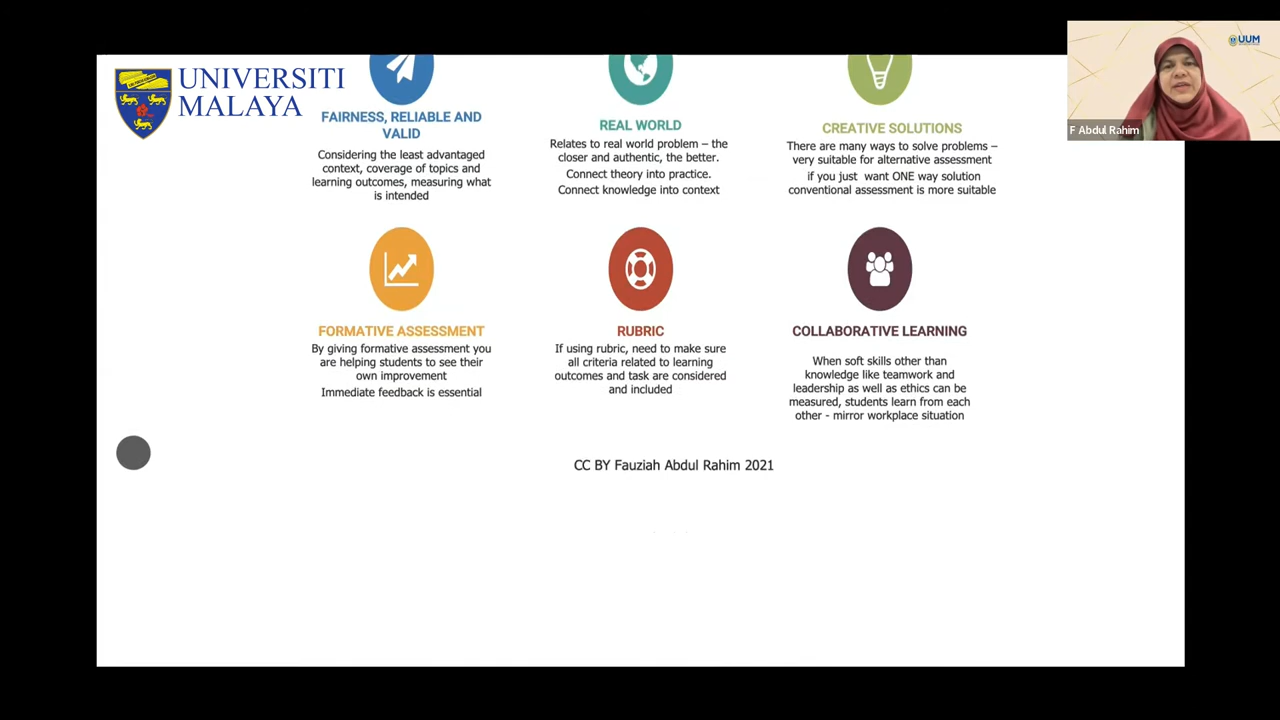 UNIVERSITI
MALAYA
UUM
F Abdul Rahim
FAIRNESS, RELIABLE AND
VALID
Considering the least advantaged
context, coverage of topics and
learning outcomes, measuring what
is intended
REAL WORLD
Relates to real world problem – the
closer and authentic, the better.
Connect theory into practice.
Connect knowledge into context
CREATIVE SOLUTIONS
There are many ways to solve problems –
very suitable for alternative assessment
if you just want ONE way solution
conventional assessment is more suitable
FORMATIVE ASSESSMENT
By giving formative assessment you
are helping students to see their
own improvement
Immediate feedback is essential
RUBRIC
If using rubric, need to make sure
all criteria related to learning
outcomes and task are considered
and included
COLLABORATIVE LEARNING
When soft skills other than
knowledge like teamwork and
leadership as well as ethics can be
measured, students learn from each
other - mirror workplace situation
CC BY Fauziah Abdul Rahim 2021